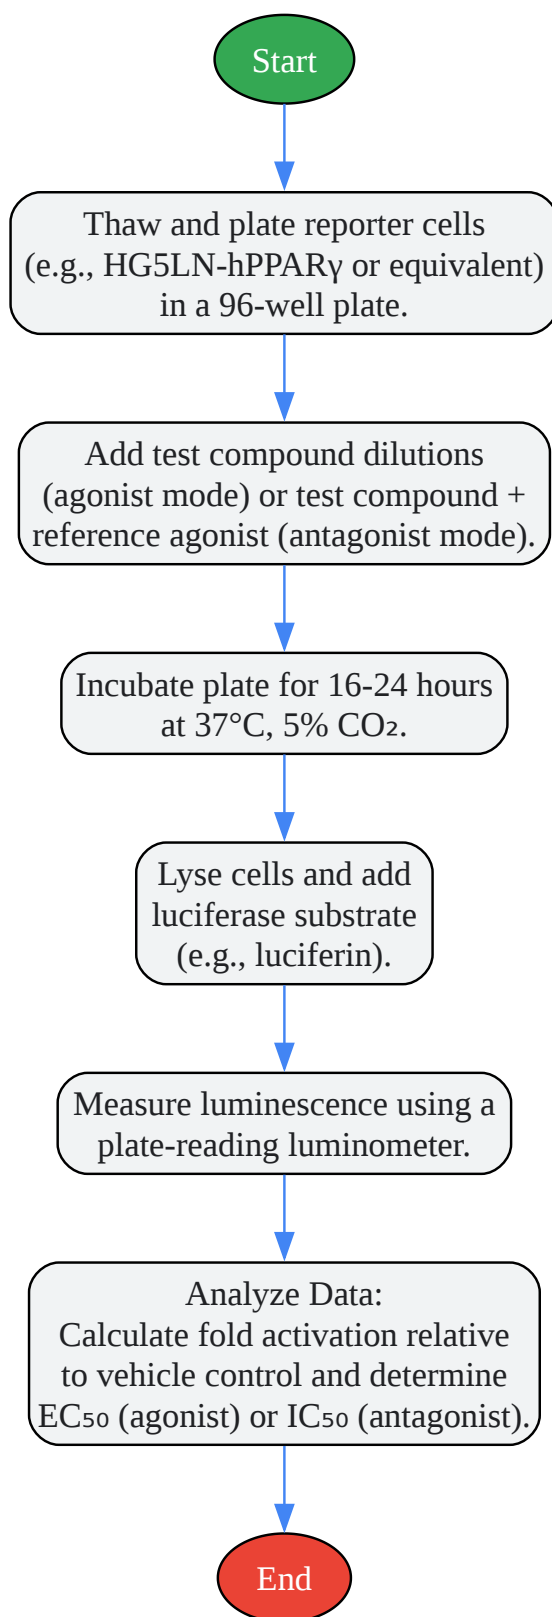 Start
Thaw and plate reporter cells
(e.g., HG5LN-hPPARγ or equivalent)
in a 96-well plate.
Add test compound dilutions
(agonist mode) or test compound +
reference agonist (antagonist mode).
Incubate plate for 16-24 hours
at 37°C, 5% CO₂.
Lyse cells and add
luciferase substrate
(e.g., luciferin).
Measure luminescence using a
plate-reading luminometer.
Analyze Data:
Calculate fold activation relative
to vehicle control and determine
EC₅₀ (agonist) or IC₅₀ (antagonist).
End